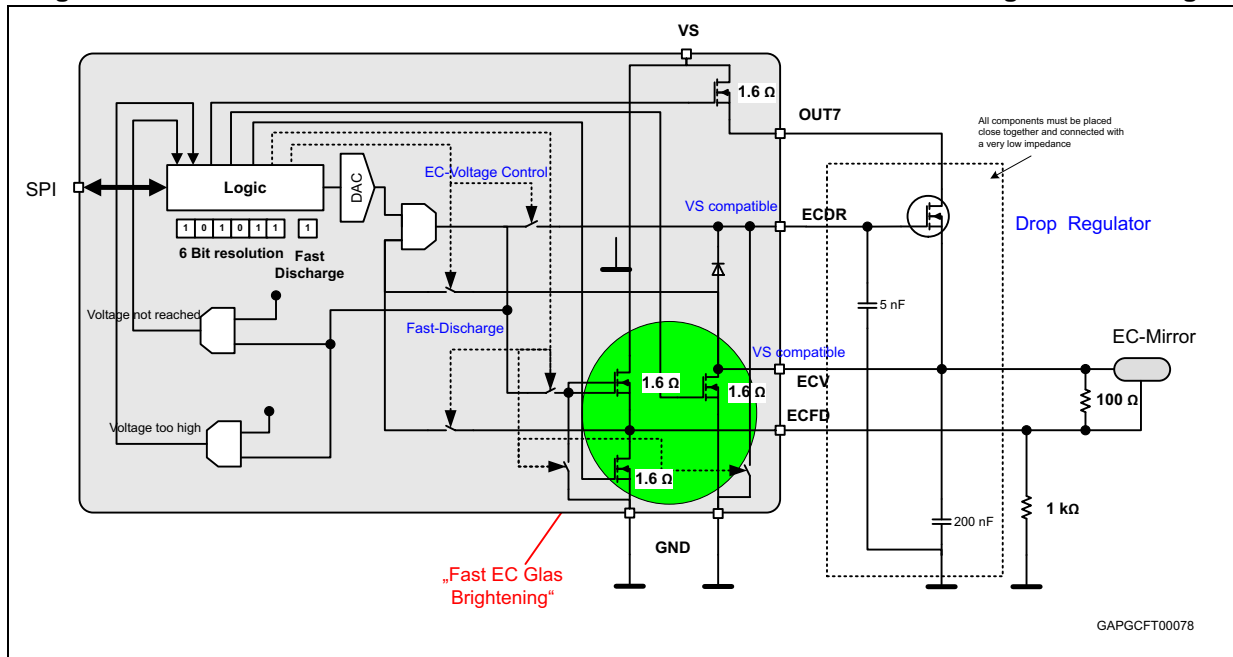 VS
1.6 Ω
OUT7
All components must be placed
close together and connected with
a very low impedance
SPI
Logic
DAC
EC-Voltage Control
VS compatible
ECDR
Drop Regulator
1 0 1 0 1 1 1
6 Bit resolution
Fast
Discharge
5 nF
Voltage not reached
Fast-Discharge
VS compatible
EC-Mirror
ECV
1.6 Ω
1.6 Ω
100 Ω
ECFD
Voltage too high
1.6 Ω
1 kΩ
200 nF
GND
„Fast EC Glas
Brightening“
GAPGCFT00078